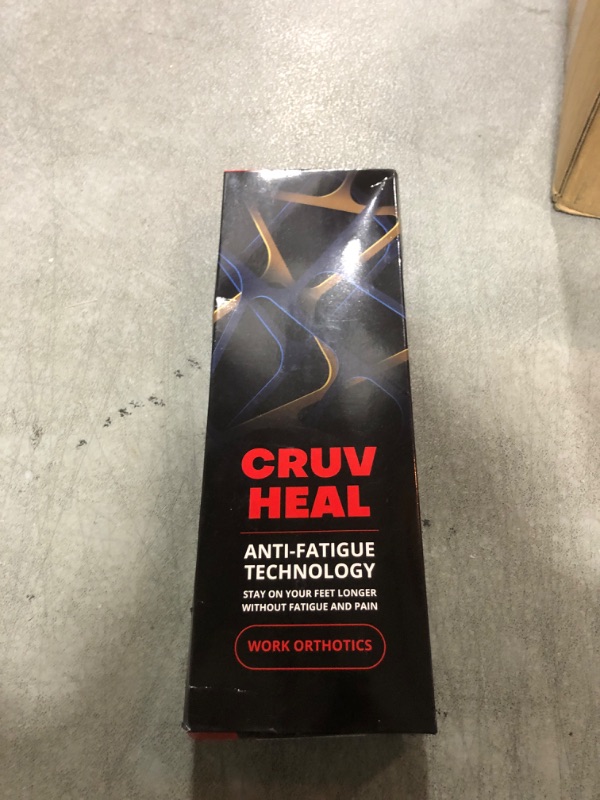 CRUV
HEAL
ANTI-FATIGUE
TECHNOLOGY
STAY ON YOUR FEET LONGER
WITHOUT FATIGUE AND PAIN
WORK ORTHOTICS